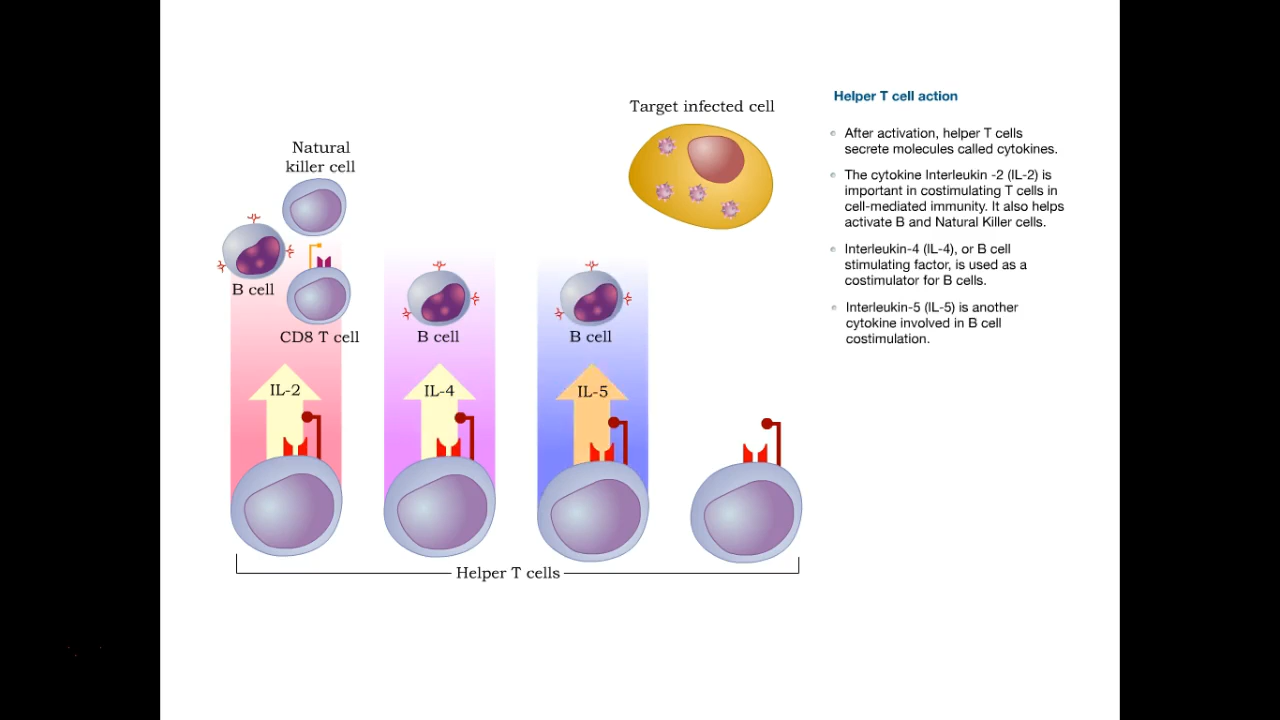 Target infected cell
Natural
killer cell
B cell
CD8 T cell
B cell
B cell
IL-2
IL-4
IL-5
Helper T cells
Helper T cell action
After activation, helper T cells
secrete molecules called cytokines.
The cytokine Interleukin -2 (IL-2) is
important in costimulating T cells in
cell-mediated immunity. It also helps
activate B and Natural Killer cells.
Interleukin-4 (IL-4), or B cell
stimulating factor, is used as a
costimulator for B cells.
Interleukin-5 (IL-5) is another
cytokine involved in B cell
costimulation.